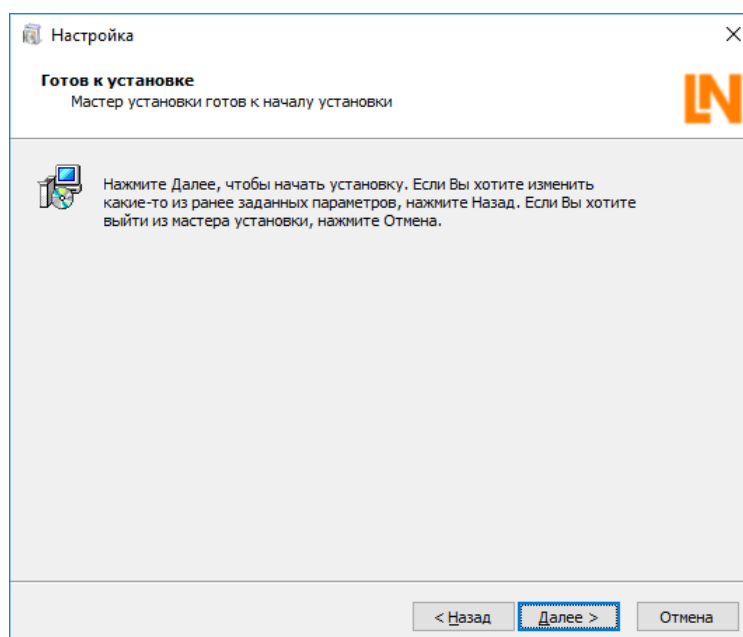 Настройка
Готов к установке
Мастер установки готов к началу установки
LN
Нажмите Далее, чтобы начать установку. Если Вы хотите изменить
какие-то из ранее заданных параметров, нажмите Назад. Если Вы хотите
выйти из мастера установки, нажмите Отмена.
< Назад Далее > Отмена